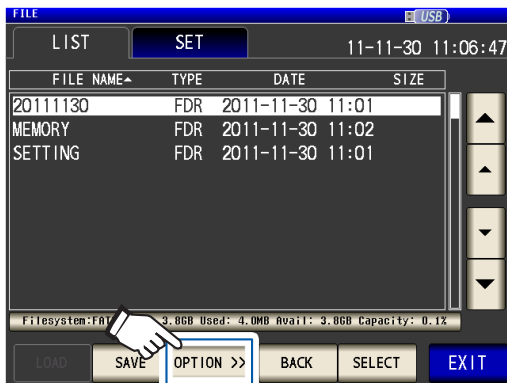 FILE USB
LIST SET 11-11-30 11:06:47
FILE NAME▲ TYPE DATE SIZE
20111130 FDR 2011-11-30 11:01
MEMORY FDR 2011-11-30 11:02
SETTING FDR 2011-11-30 11:01
Filesystem:FAT 3.8GB Used: 4.0MB Avail: 3.8GB Capacity: 0.1%
LOAD SAVE OPTION >> BACK SELECT EXIT